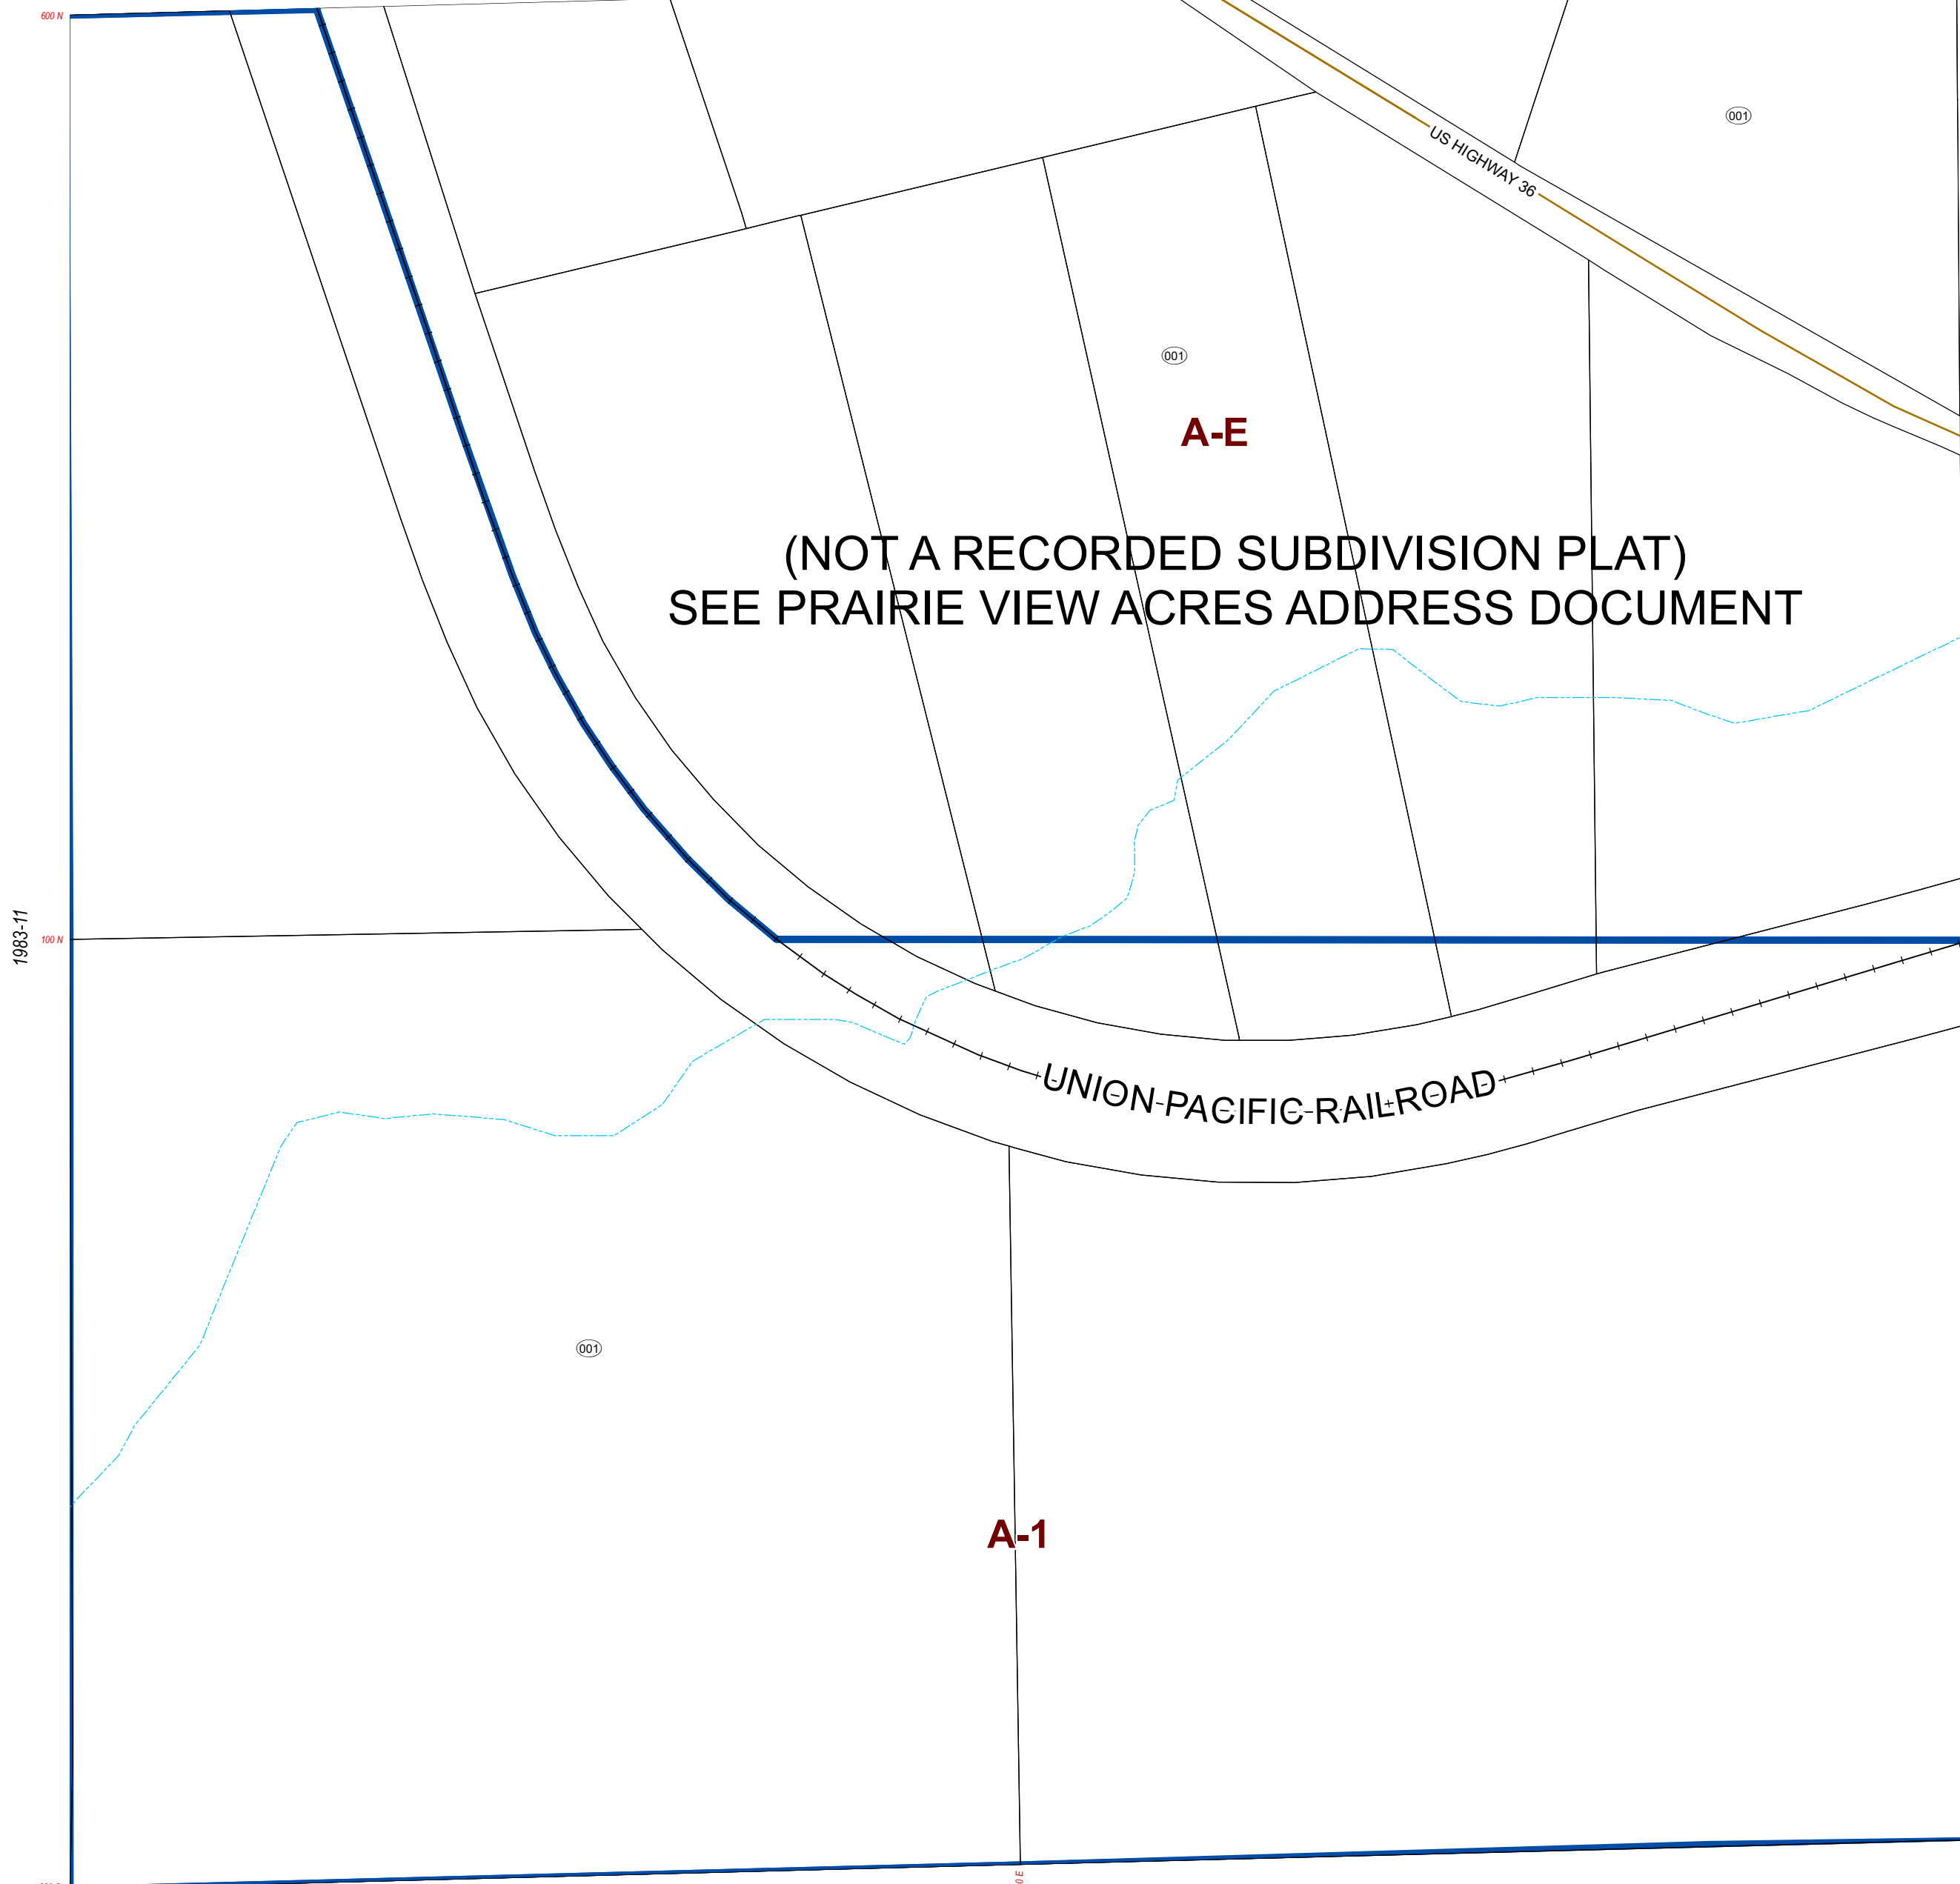 600 N
001
US HIGHWAY 36
001
A-E
(NOT A RECORDED SUBDIVISION PLAT)
SEE PRAIRIE VIEW ACRES ADDRESS DOCUMENT
1983-11
100 N
UNION PACIFIC RAILROAD
001
A-1